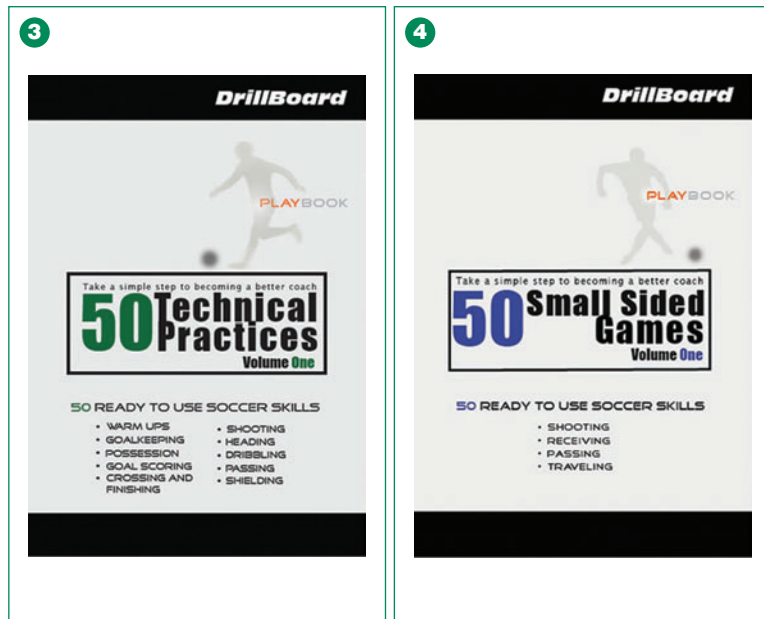 3
DrillBoard
PLAYBOOK
Take a simple step to becoming a better coach
50 Technical
Practices
Volume One
50 READY TO USE SOCCER SKILLS
• WARM UPS
• GOALKEEPING
• POSSESSION
• GOAL SCORING
• CROSSING AND
FINISHING
• SHOOTING
• HEADING
• DRIBBLING
• PASSING
• SHIELDING
4
DrillBoard
PLAYBOOK
Take a simple step to becoming a better coach
50 Small Sided
Games
Volume One
50 READY TO USE SOCCER SKILLS
• SHOOTING
• RECEIVING
• PASSING
• TRAVELING